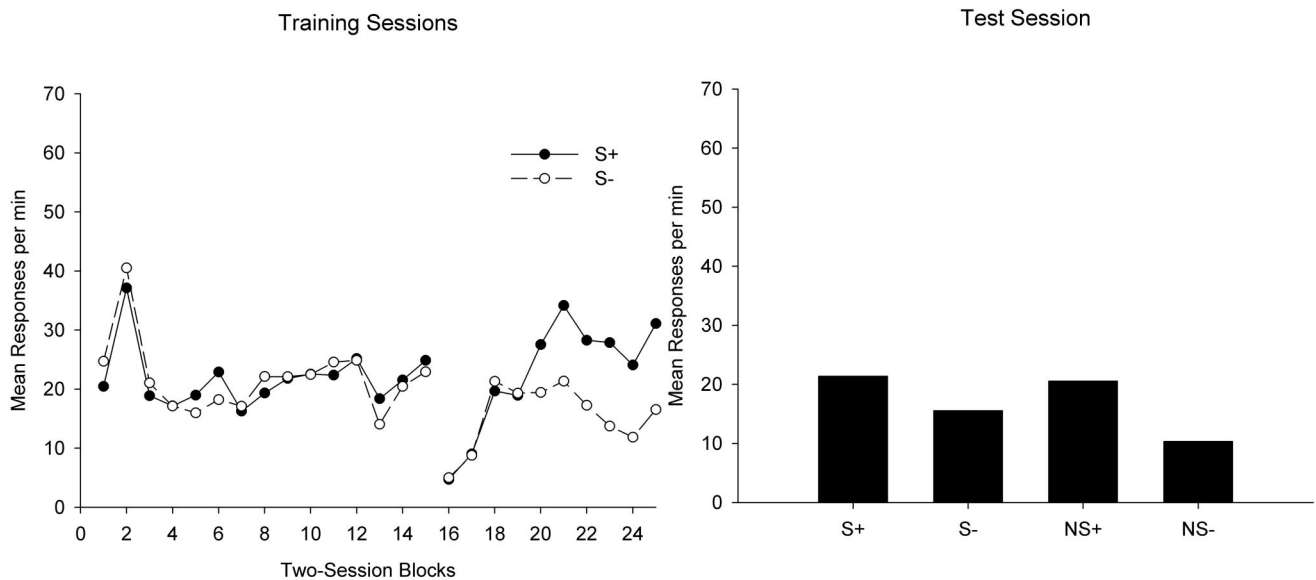 Training Sessions
Mean Responses per min
70
60
50
40
30
20
10
0
S+
S-
0 2 4 6 8 10 12 14 16 18 20 22 24
Two-Session Blocks
Test Session
Mean Responses per min
70
60
50
40
30
20
10
0
S+ S- NS+ NS-